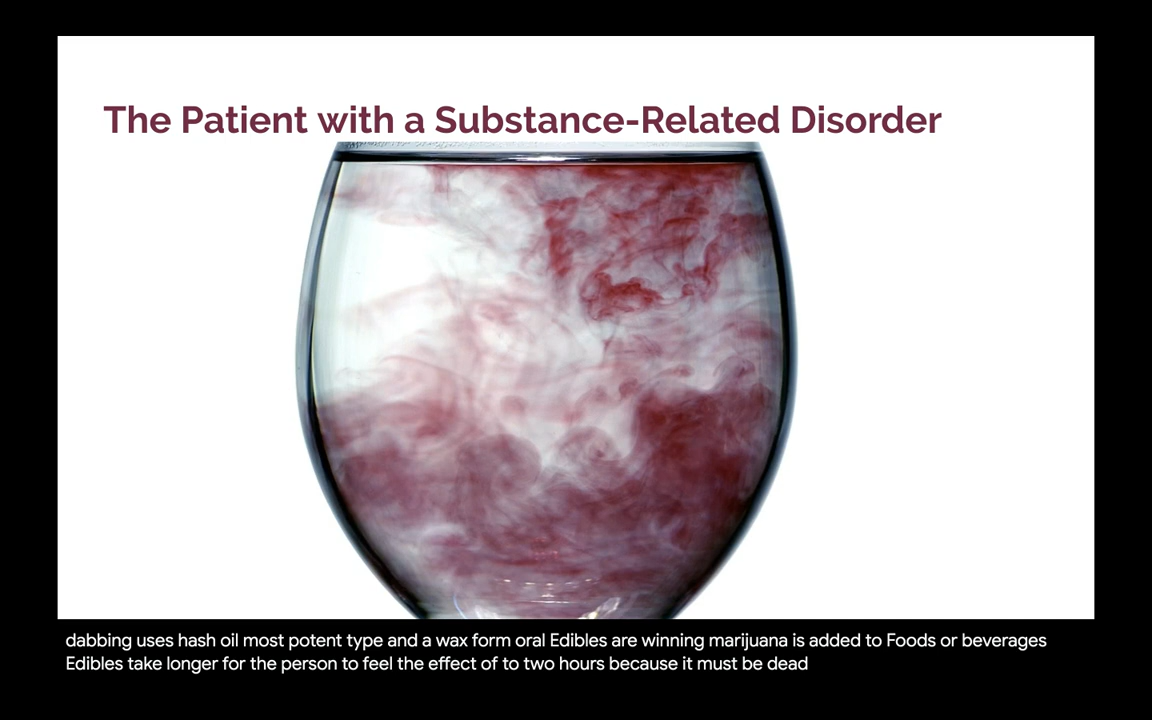 The Patient with a Substance-Related Disorder
dabbing uses hash oil most potent type and a wax form oral Edibles are winning marijuana is added to Foods or beverages
Edibles take longer for the person to feel the effect of to two hours because it must be dead